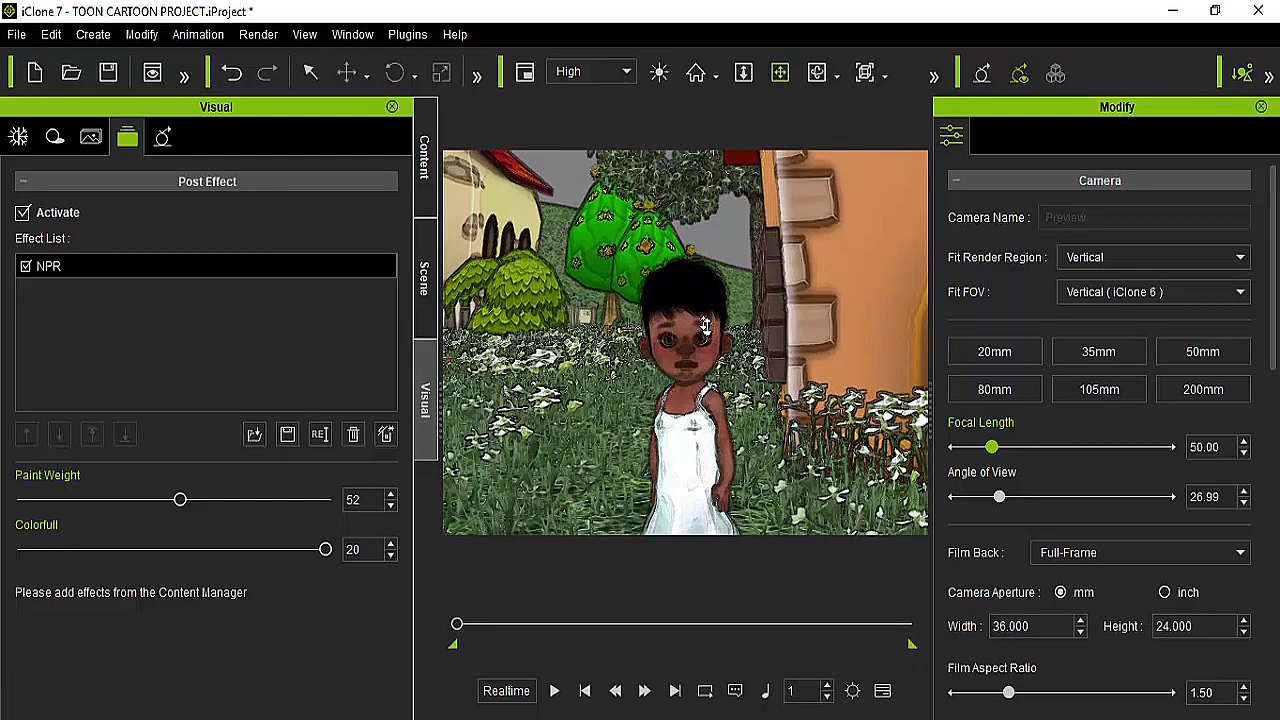 iClone 7 - TOON CARTOON PROJECT.iProject *
File Edit Create Modify Animation Render View Window Plugins Help
High
Visual
Modify
Content
Scene
Visual
Post Effect
Activate
Effect List :
NPR
REI
Paint Weight
52
Colorfull
20
Please add effects from the Content Manager
Realtime
1
Camera
Camera Name : Preview
Fit Render Region : Vertical
Fit FOV : Vertical ( iClone 6 )
20mm 35mm 50mm
80mm 105mm 200mm
Focal Length
50.00
Angle of View
26.99
Film Back : Full-Frame
Camera Aperture : mm inch
Width : 36.000 Height : 24.000
Film Aspect Ratio
1.50